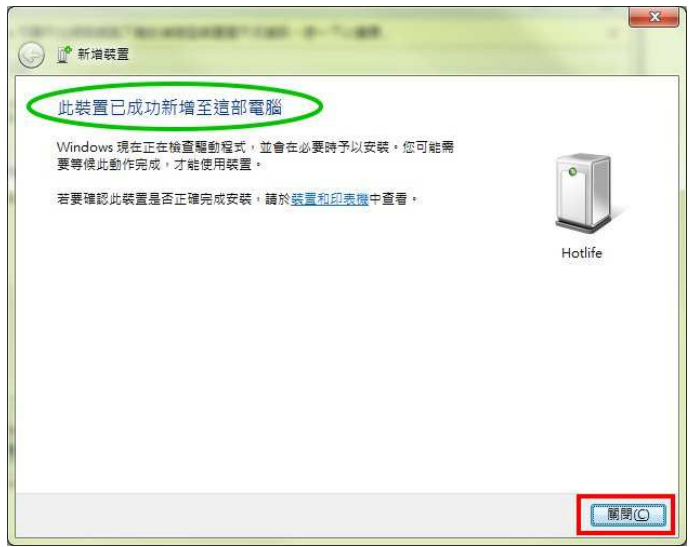 新增裝置
此裝置已成功新增至這部電腦
Windows 現在正在檢查驅動程式，並會在必要時予以安裝。您可能需
要等候此動作完成，才能使用裝置。
若要確認此裝置是否正確完成安裝，請於裝置和印表機中查看。
Hotlife
關閉(C)